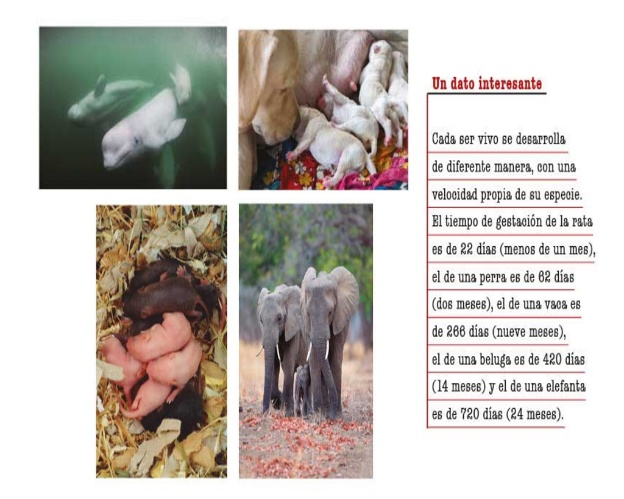 Un dato interesante
Cada ser vivo se desarrolla
de diferente manera, con una
velocidad propia de su especie.
El tiempo de gestación de la rata
es de 22 días (menos de un mes),
el de una perra es de 62 días
(dos meses), el de una vaca es
de 266 días (nueve meses),
el de una beluga es de 420 días
(14 meses) y el de una elefanta
es de 720 días (24 meses).